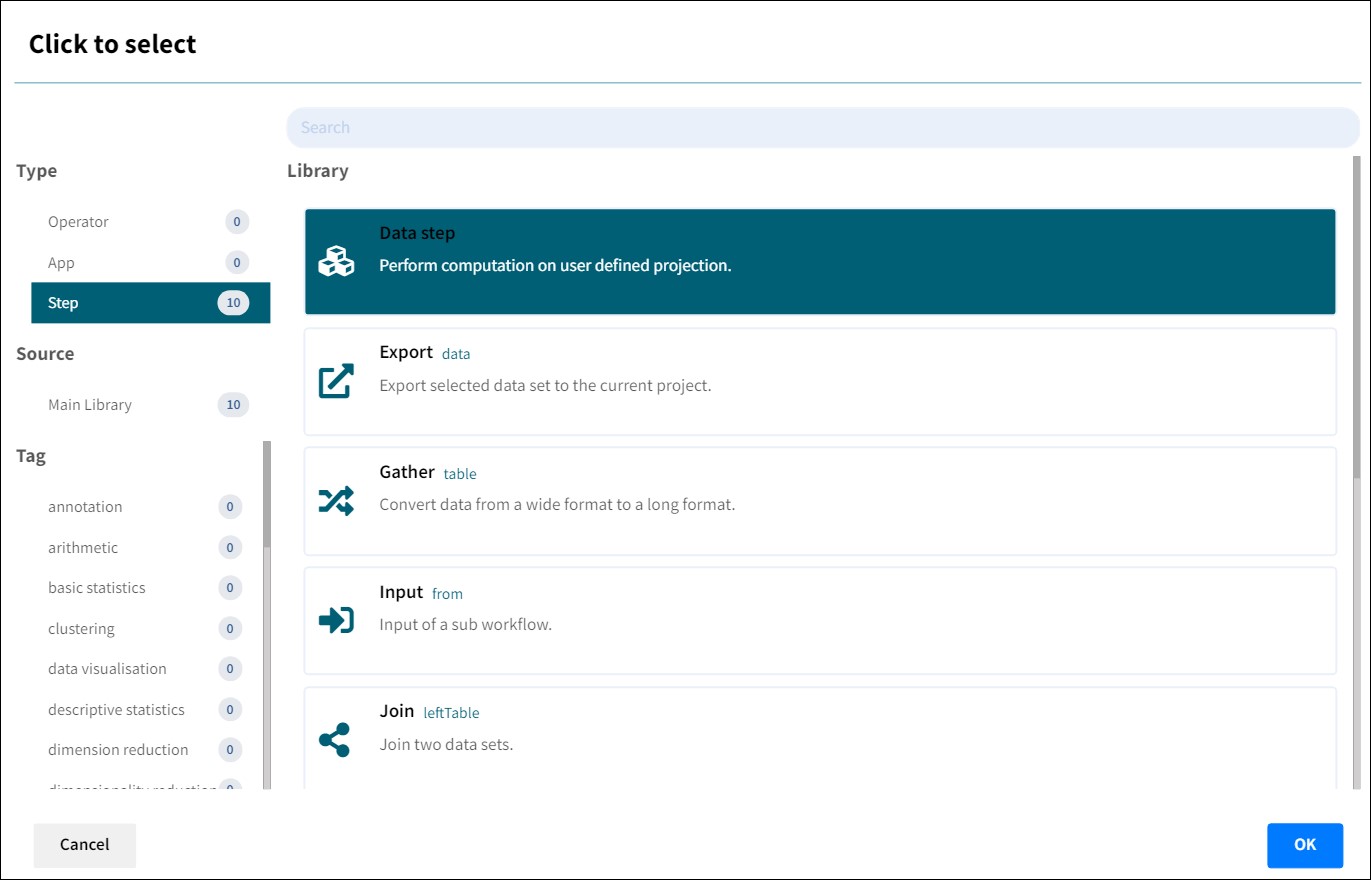 Click to select
Search
Type
Operator 0
App 0
Step 10
Source
Main Library 10
Tag
annotation 0
arithmetic 0
basic statistics 0
clustering 0
data visualisation 0
descriptive statistics 0
dimension reduction 0
dimensionality reduction 0
Library
Data step
Perform computation on user defined projection.
Export data
Export selected data set to the current project.
Gather table
Convert data from a wide format to a long format.
Input from
Input of a sub workflow.
Join leftTable
Join two data sets.
Cancel
OK